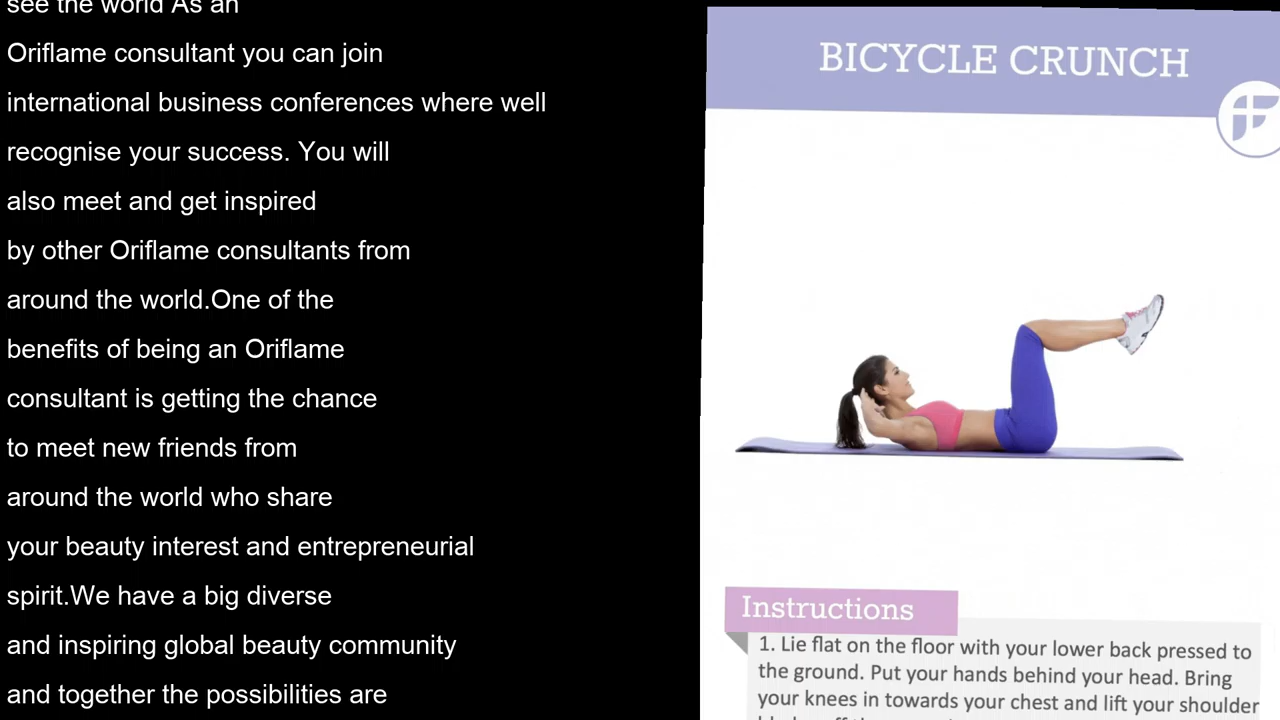 see the world As an
Oriflame consultant you can join
international business conferences where well
recognise your success. You will
also meet and get inspired
by other Oriflame consultants from
around the world.One of the
benefits of being an Oriflame
consultant is getting the chance
to meet new friends from
around the world who share
your beauty interest and entrepreneurial
spirit.We have a big diverse
and inspiring global beauty community
and together the possibilities are
BICYCLE CRUNCH
Instructions
1. Lie flat on the floor with your lower back pressed to
the ground. Put your hands behind your head. Bring
your knees in towards your chest and lift your shoulder